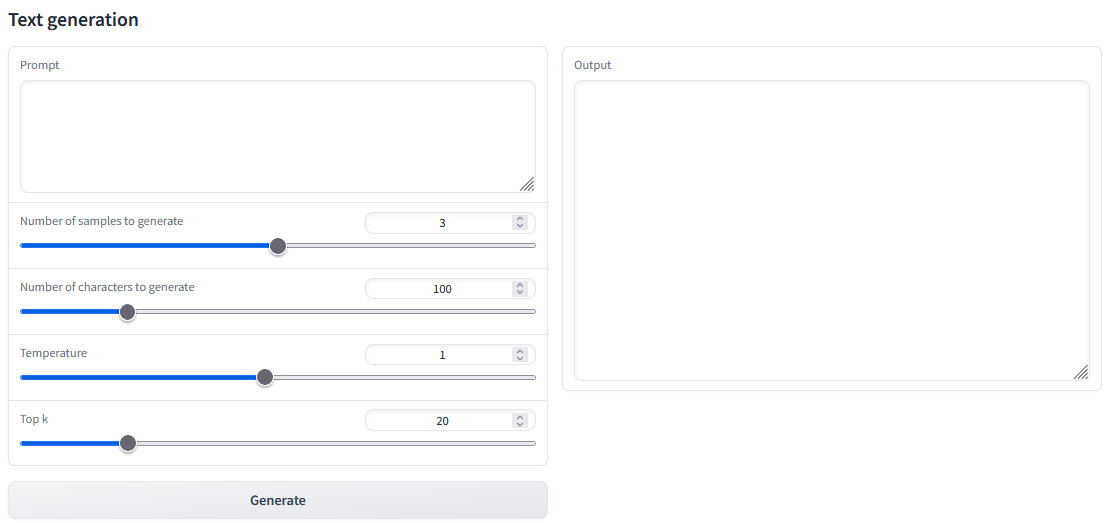 Text generation
Prompt
Output
Number of samples to generate
3
Number of characters to generate
100
Temperature
1
Top k
20
Generate